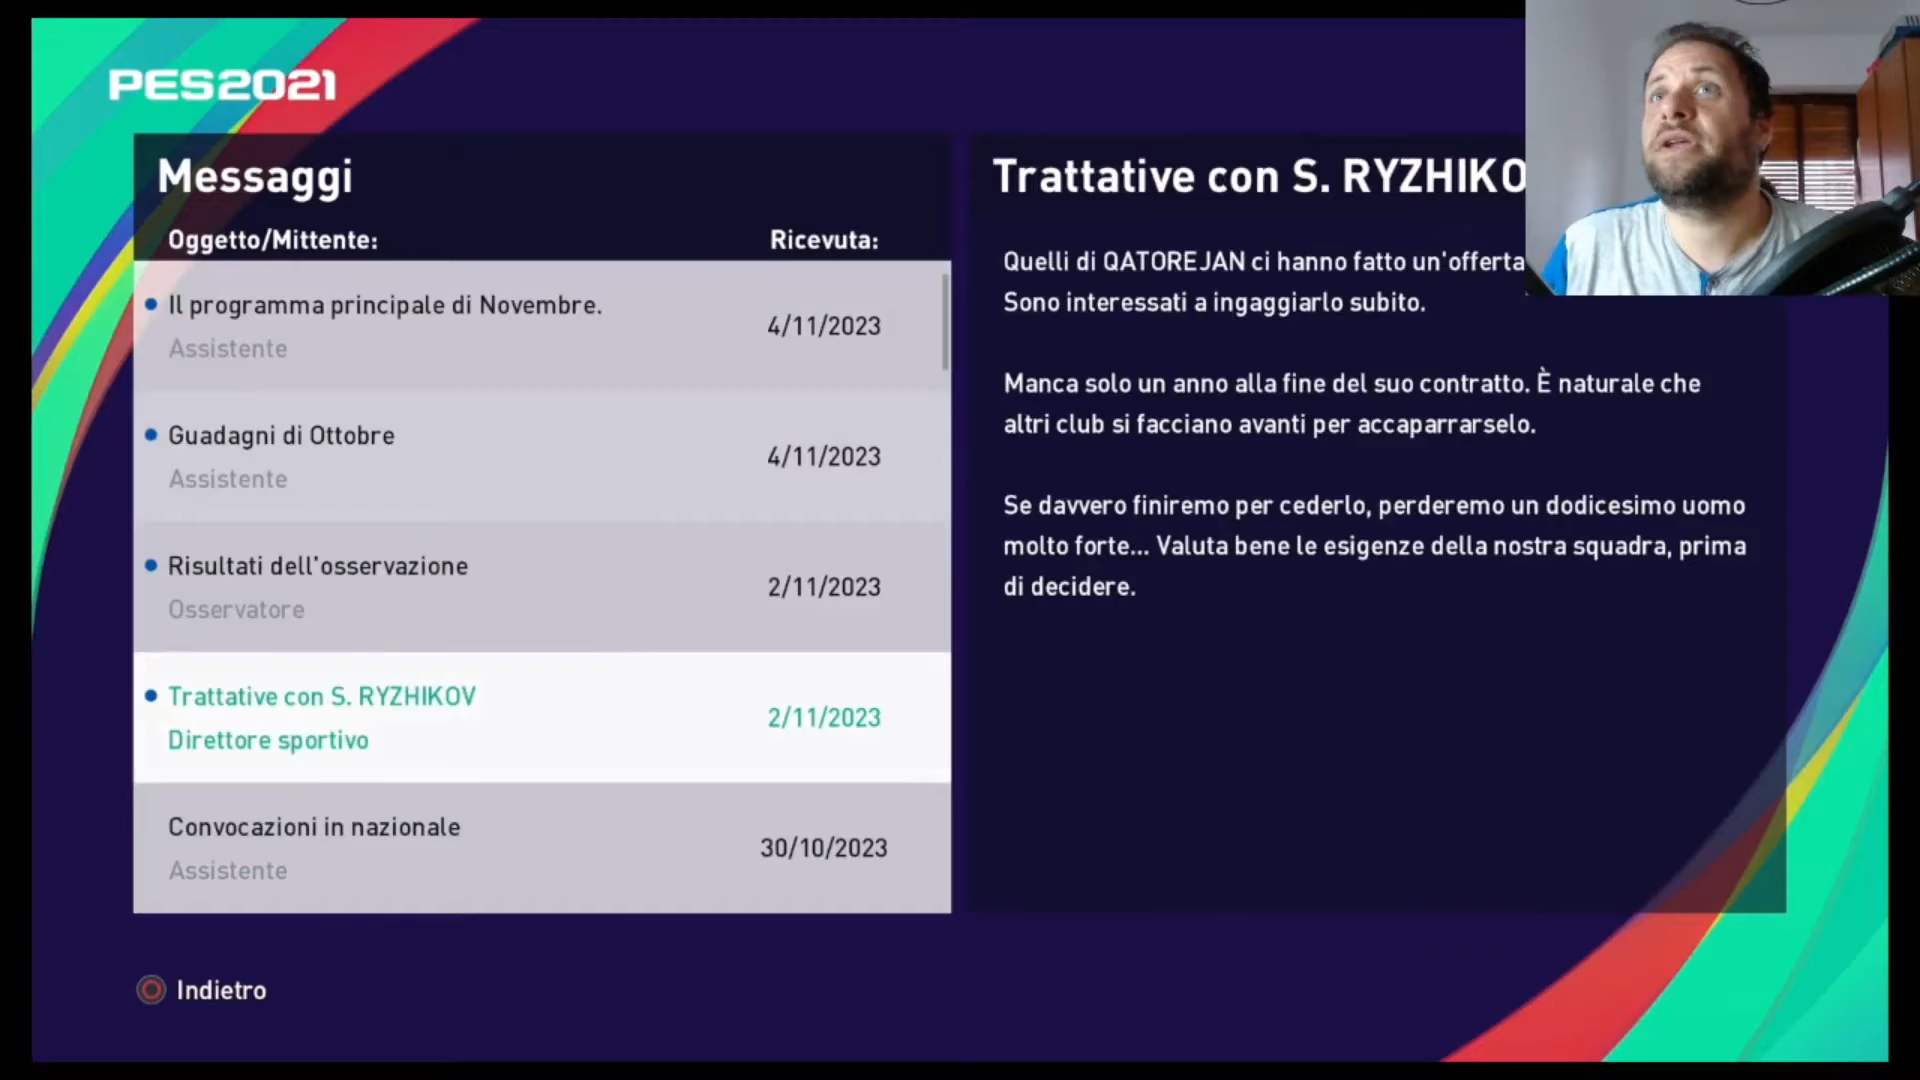 PES2021
Messaggi
Oggetto/Mittente: Ricevuta:
Il programma principale di Novembre.
Assistente
4/11/2023
Guadagni di Ottobre
Assistente
4/11/2023
Risultati dell'osservazione
Osservatore
2/11/2023
Trattative con S. RYZHIKOV
Direttore sportivo
2/11/2023
Convocazioni in nazionale
Assistente
30/10/2023
Trattative con S. RYZHIKO
Quelli di QATOREJAN ci hanno fatto un'offerta
Sono interessati a ingaggiarlo subito.
Manca solo un anno alla fine del suo contratto. È naturale che
altri club si facciano avanti per accaparrarselo.
Se davvero finiremo per cederlo, perderemo un dodicesimo uomo
molto forte... Valuta bene le esigenze della nostra squadra, prima
di decidere.
Indietro